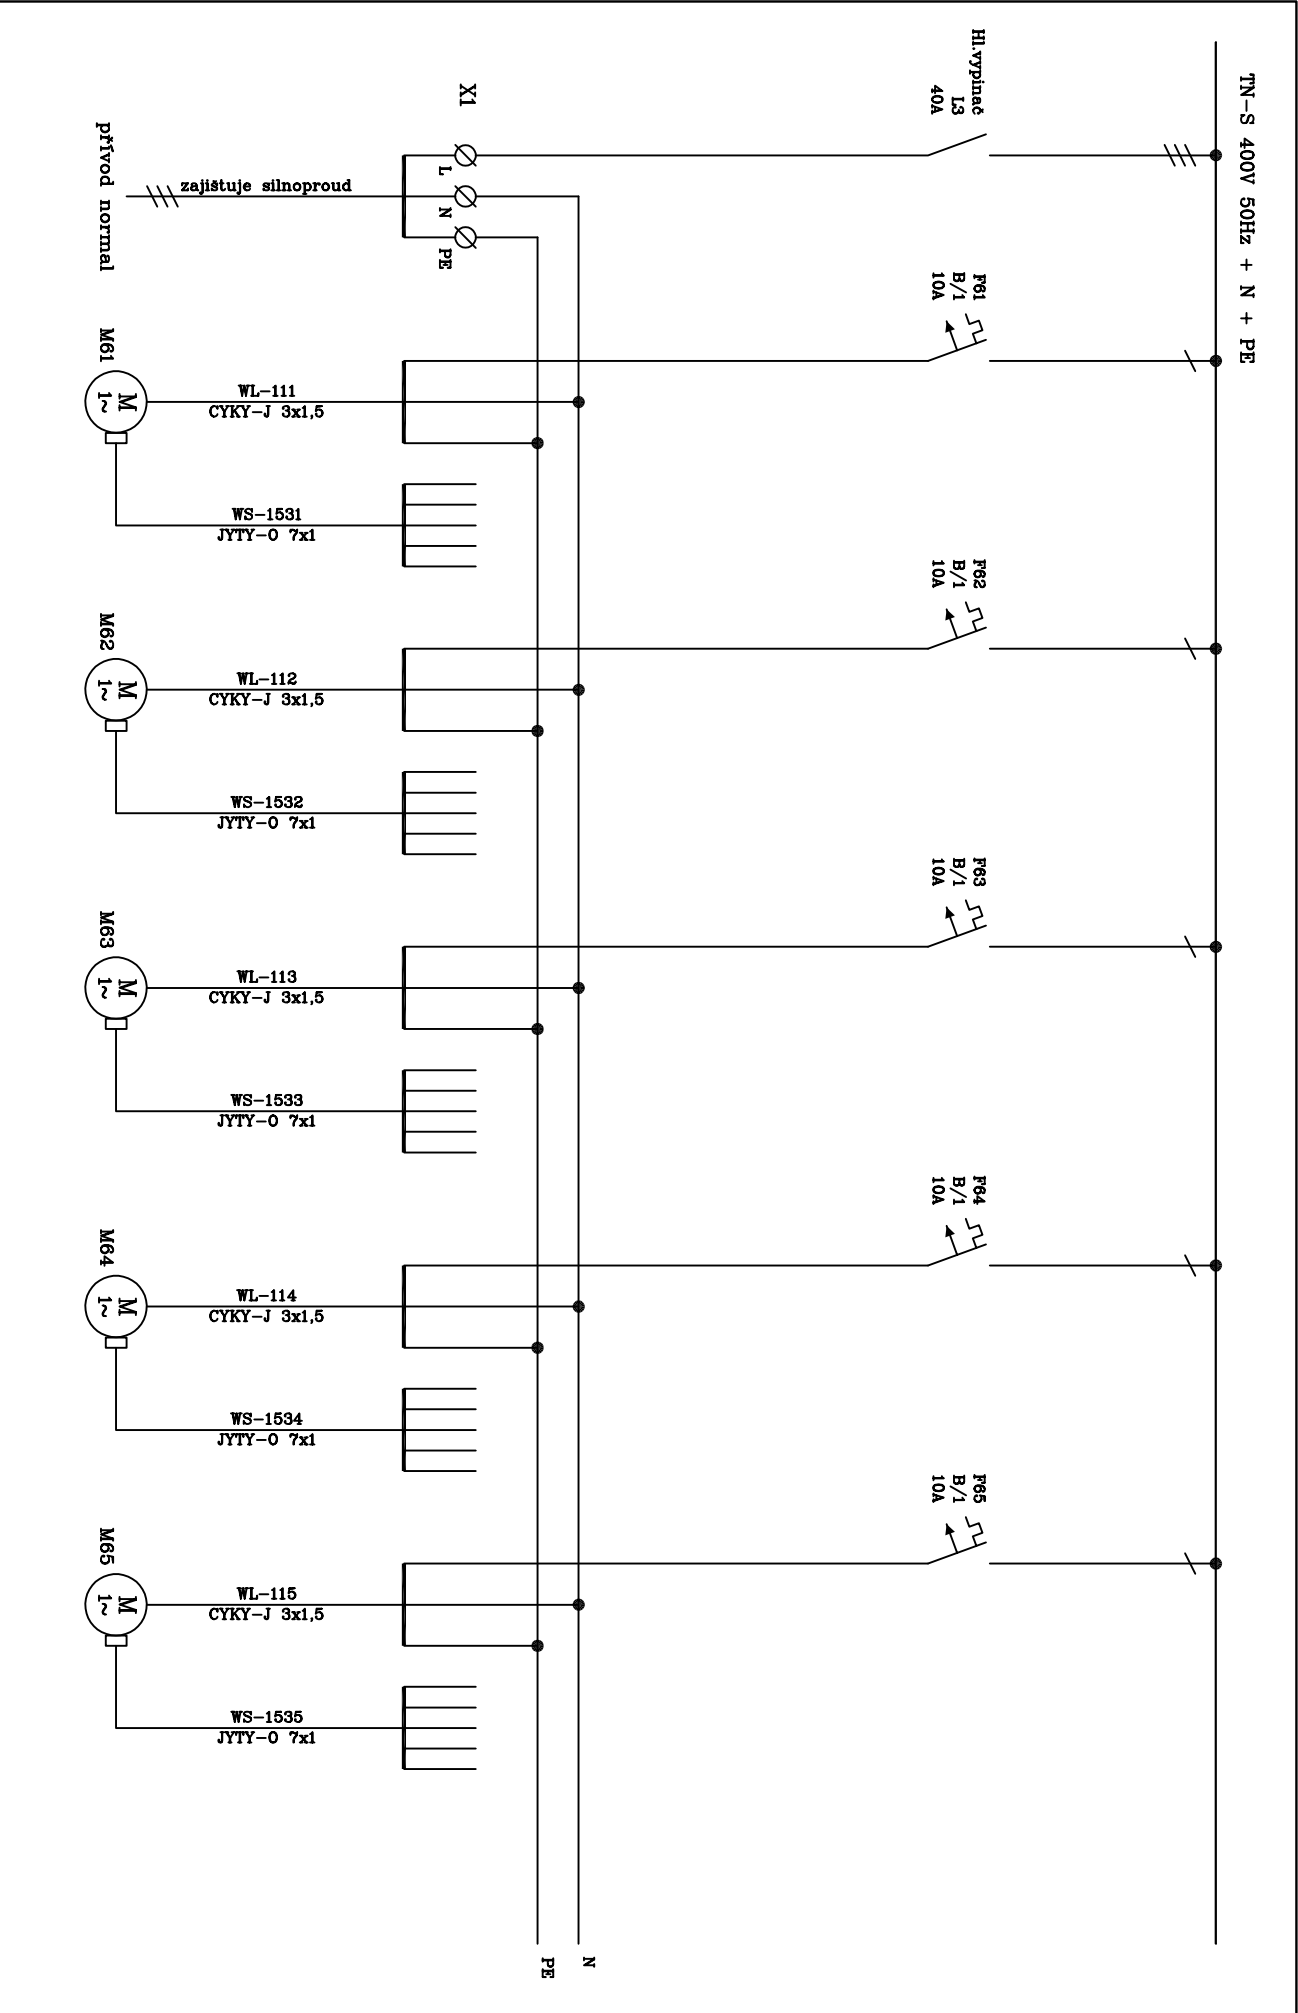 TN-S 400V 50Hz + N + PE
Hl.vypinač
L3
40A
X1
L
N
PE
zajištuje silnoproud
přívod normal
F61
B/1
10A
M61
M
1~
WL-111
CYKY-J 3x1,5
WS-1531
JYTY-O 7x1
F62
B/1
10A
M62
M
1~
WL-112
CYKY-J 3x1,5
WS-1532
JYTY-O 7x1
F63
B/1
10A
M63
M
1~
WL-113
CYKY-J 3x1,5
WS-1533
JYTY-O 7x1
F64
B/1
10A
M64
M
1~
WL-114
CYKY-J 3x1,5
WS-1534
JYTY-O 7x1
F65
B/1
10A
M65
M
1~
WL-115
CYKY-J 3x1,5
WS-1535
JYTY-O 7x1
N
PE